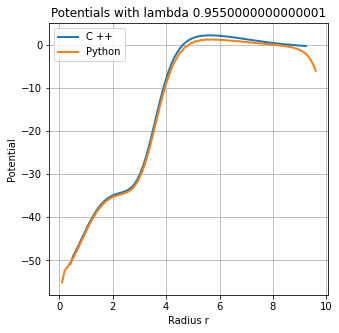 Potentials with lambda 0.9550000000000001
C ++
Python
0
−10
−20
−30
−40
−50
Potential
0 2 4 6 8 10
Radius r